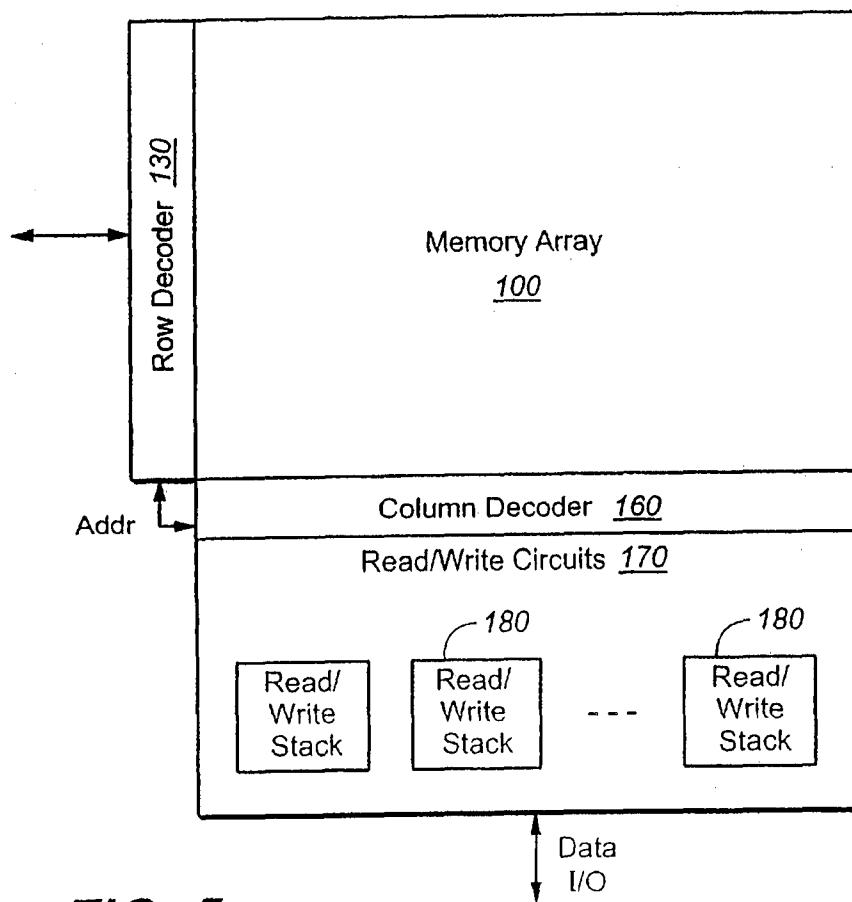 Row Decoder 130
Memory Array
100
Addr
Column Decoder 160
Read/Write Circuits 170
180
180
Read/
Write
Stack
Read/
Write
Stack
- - -
Read/
Write
Stack
Data
I/O